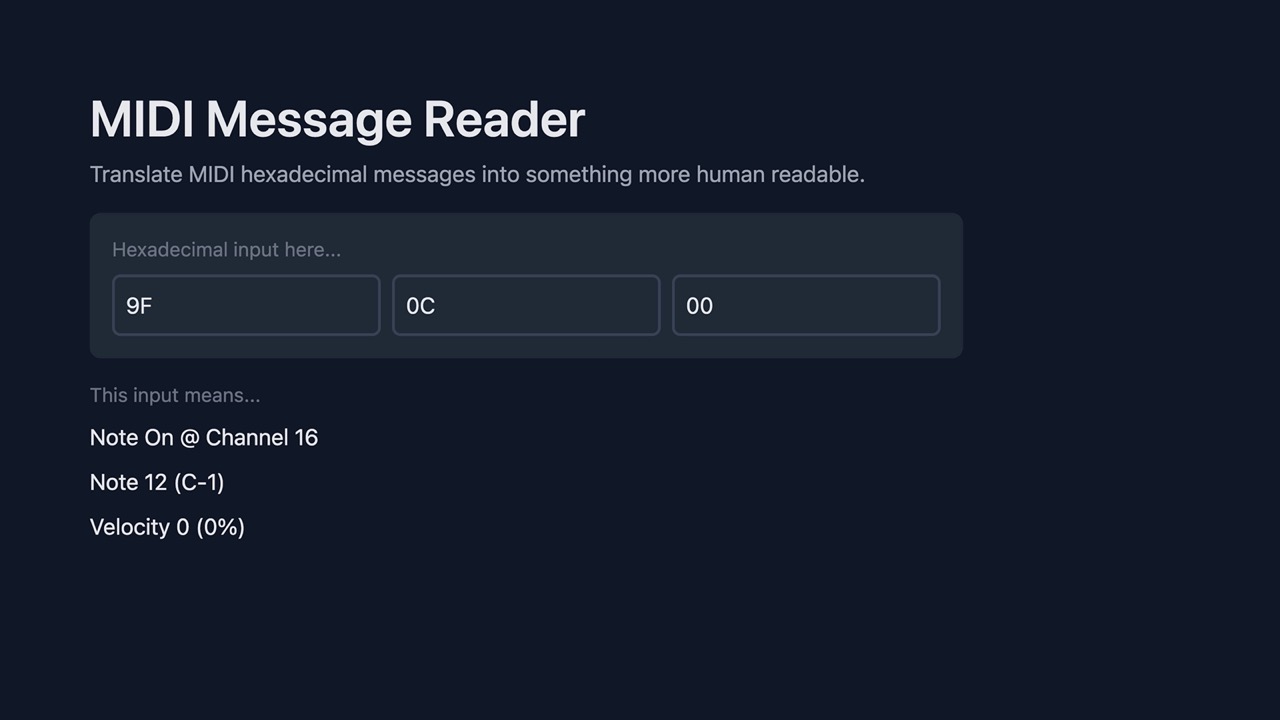 MIDI Message Reader
Translate MIDI hexadecimal messages into something more human readable.
Hexadecimal input here...
9F 0C 00
This input means...
Note On @ Channel 16
Note 12 (C-1)
Velocity 0 (0%)